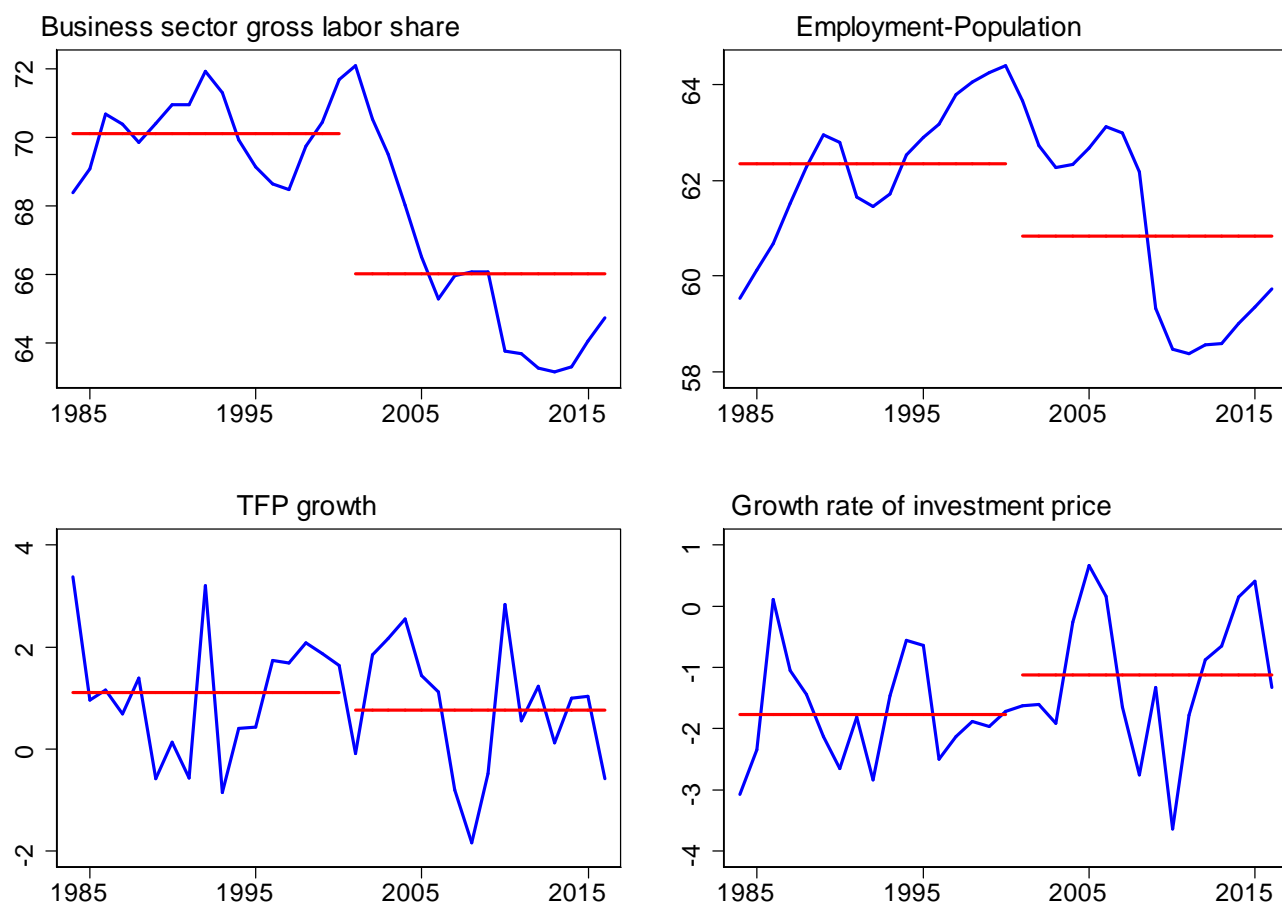 Business sector gross labor share
72
70
68
66
64
1985 1995 2005 2015
Employment-Population
64
62
60
58
1985 1995 2005 2015
TFP growth
4
2
0
-2
1985 1995 2005 2015
Growth rate of investment price
1
0
-1
-2
-3
-4
1985 1995 2005 2015